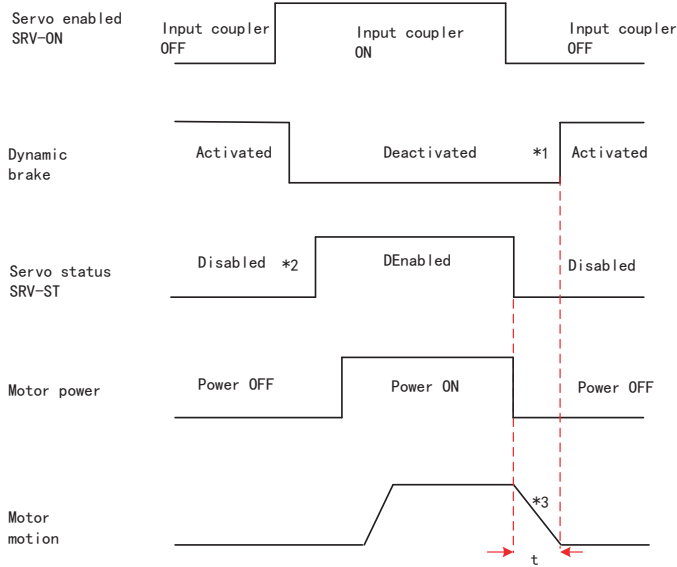 Servo enabled
SRV-ON
Input coupler
OFF
Input coupler
ON
Input coupler
OFF
Dynamic
brake
Activated
Deactivated
*1
Activated
Servo status
SRV-ST
Disabled
*2
DEnabled
Disabled
Motor power
Power OFF
Power ON
Power OFF
Motor
motion
*3
t